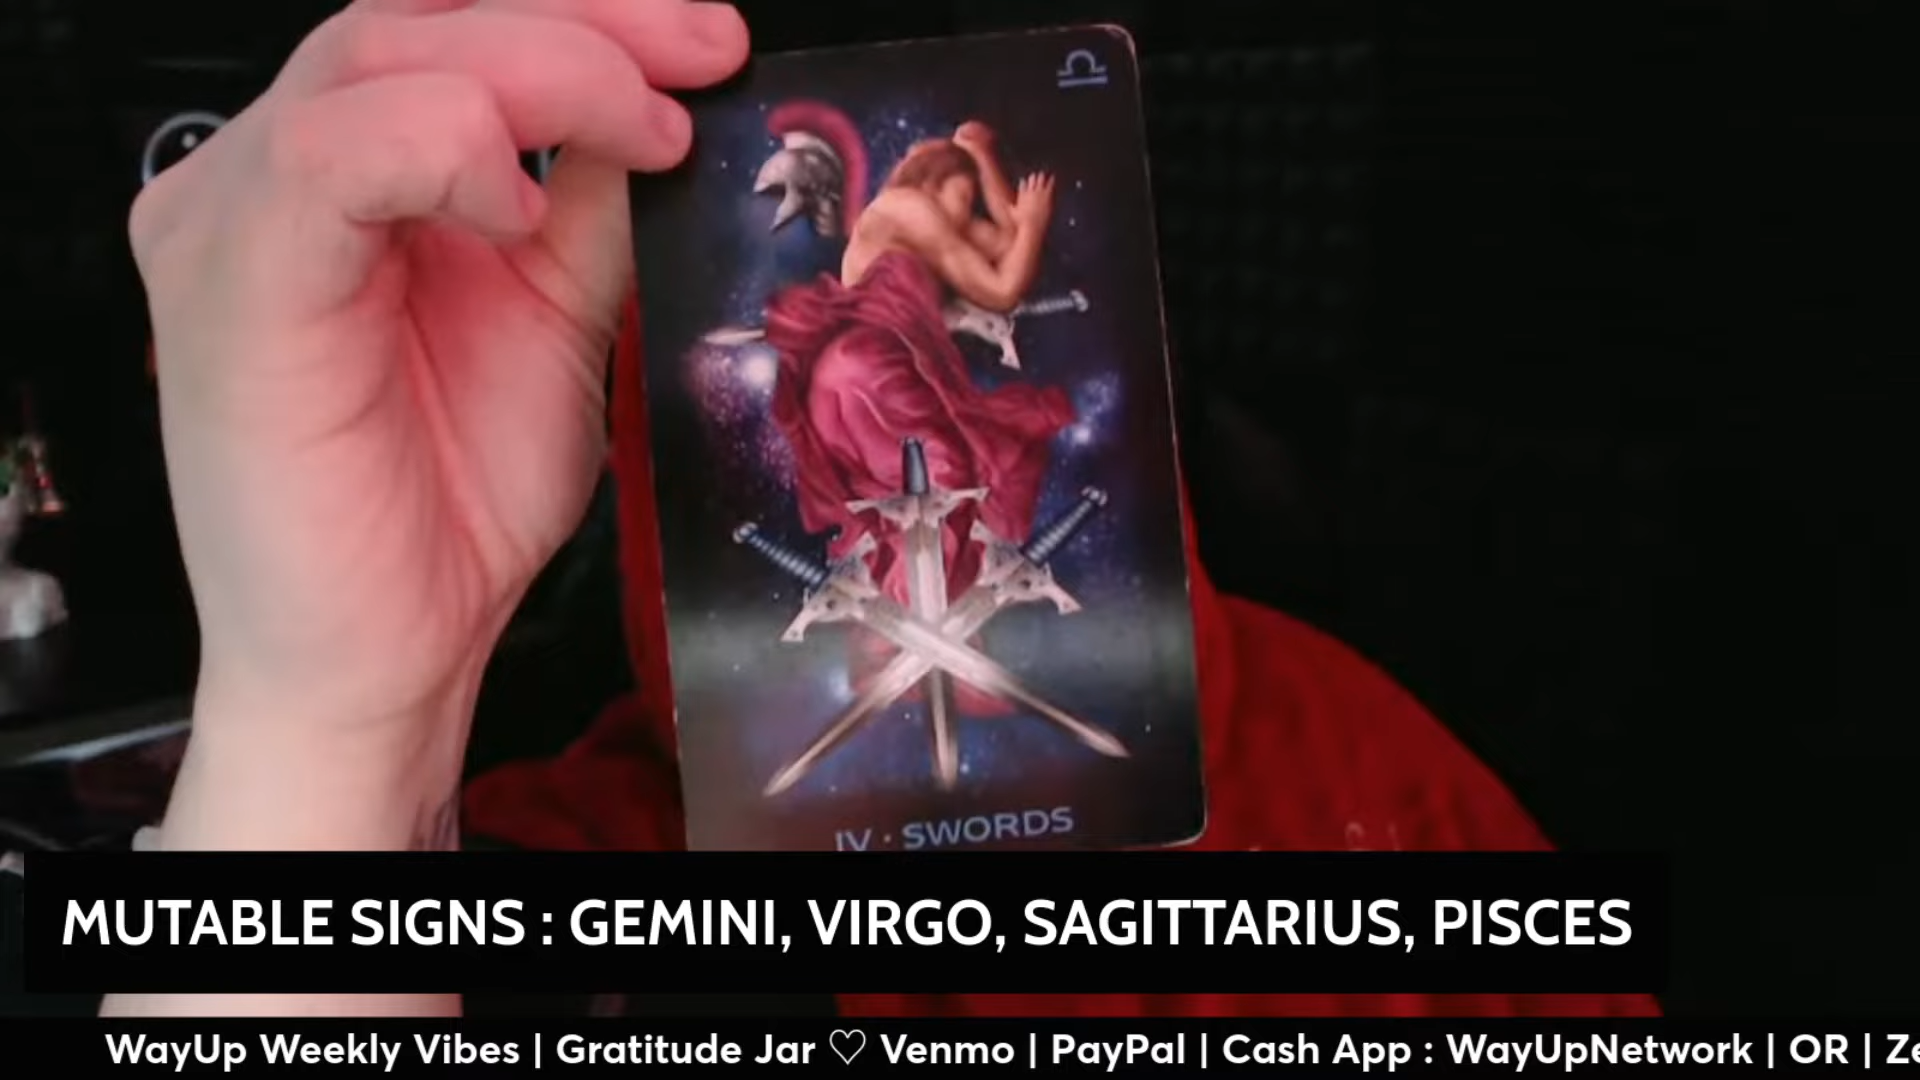 IV · SWORDS
MUTABLE SIGNS : GEMINI, VIRGO, SAGITTARIUS, PISCES
WayUp Weekly Vibes | Gratitude Jar ♡ Venmo | PayPal | Cash App : WayUpNetwork | OR |